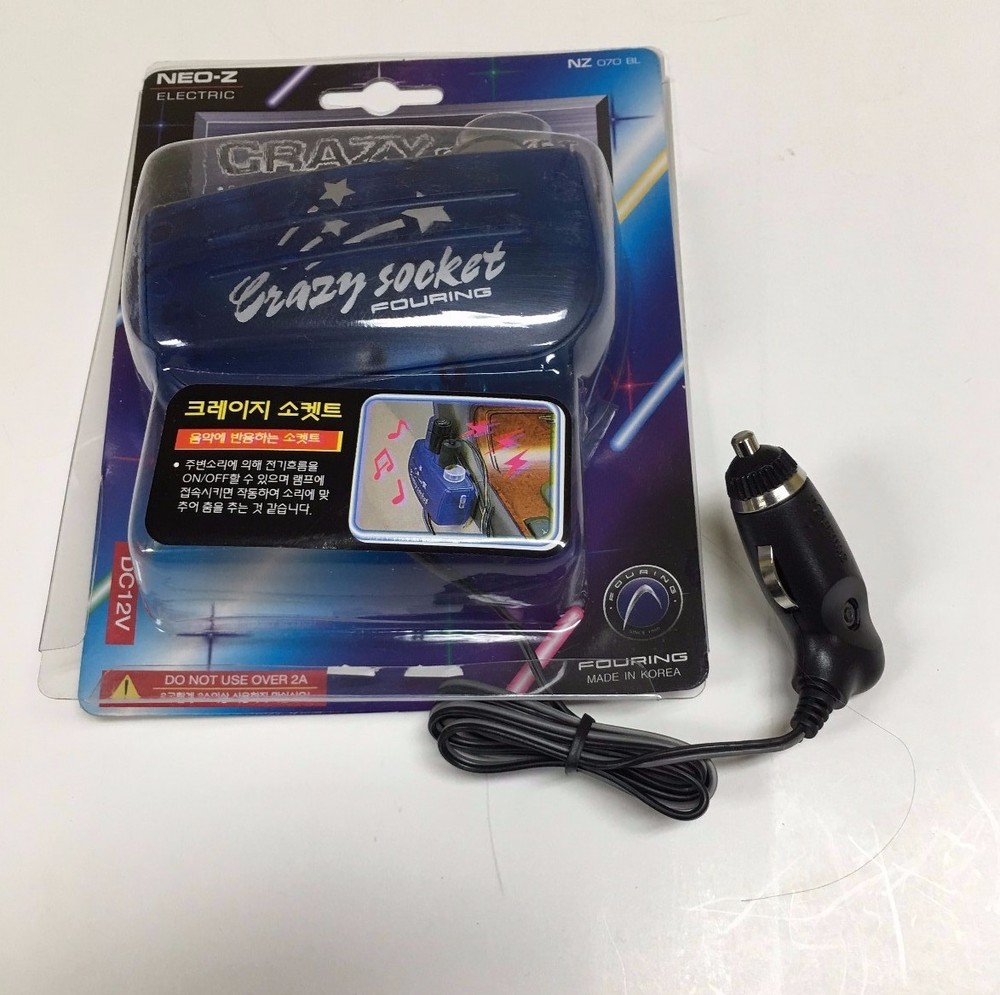 NEO-Z
ELECTRIC
NZ 070 BL
CRAZY
Crazy socket
FOURING
크레이지 소켓트
음악에 반응하는 소켓트
• 주변소리에 의해 전기흐름을
ON/OFF할 수 있으며 램프에
접속시키면 작동하여 소리에 맞
추어 춤을 추는 것 같습니다.
DC12V
FOURING
FOURING
MADE IN KOREA
DO NOT USE OVER 2A